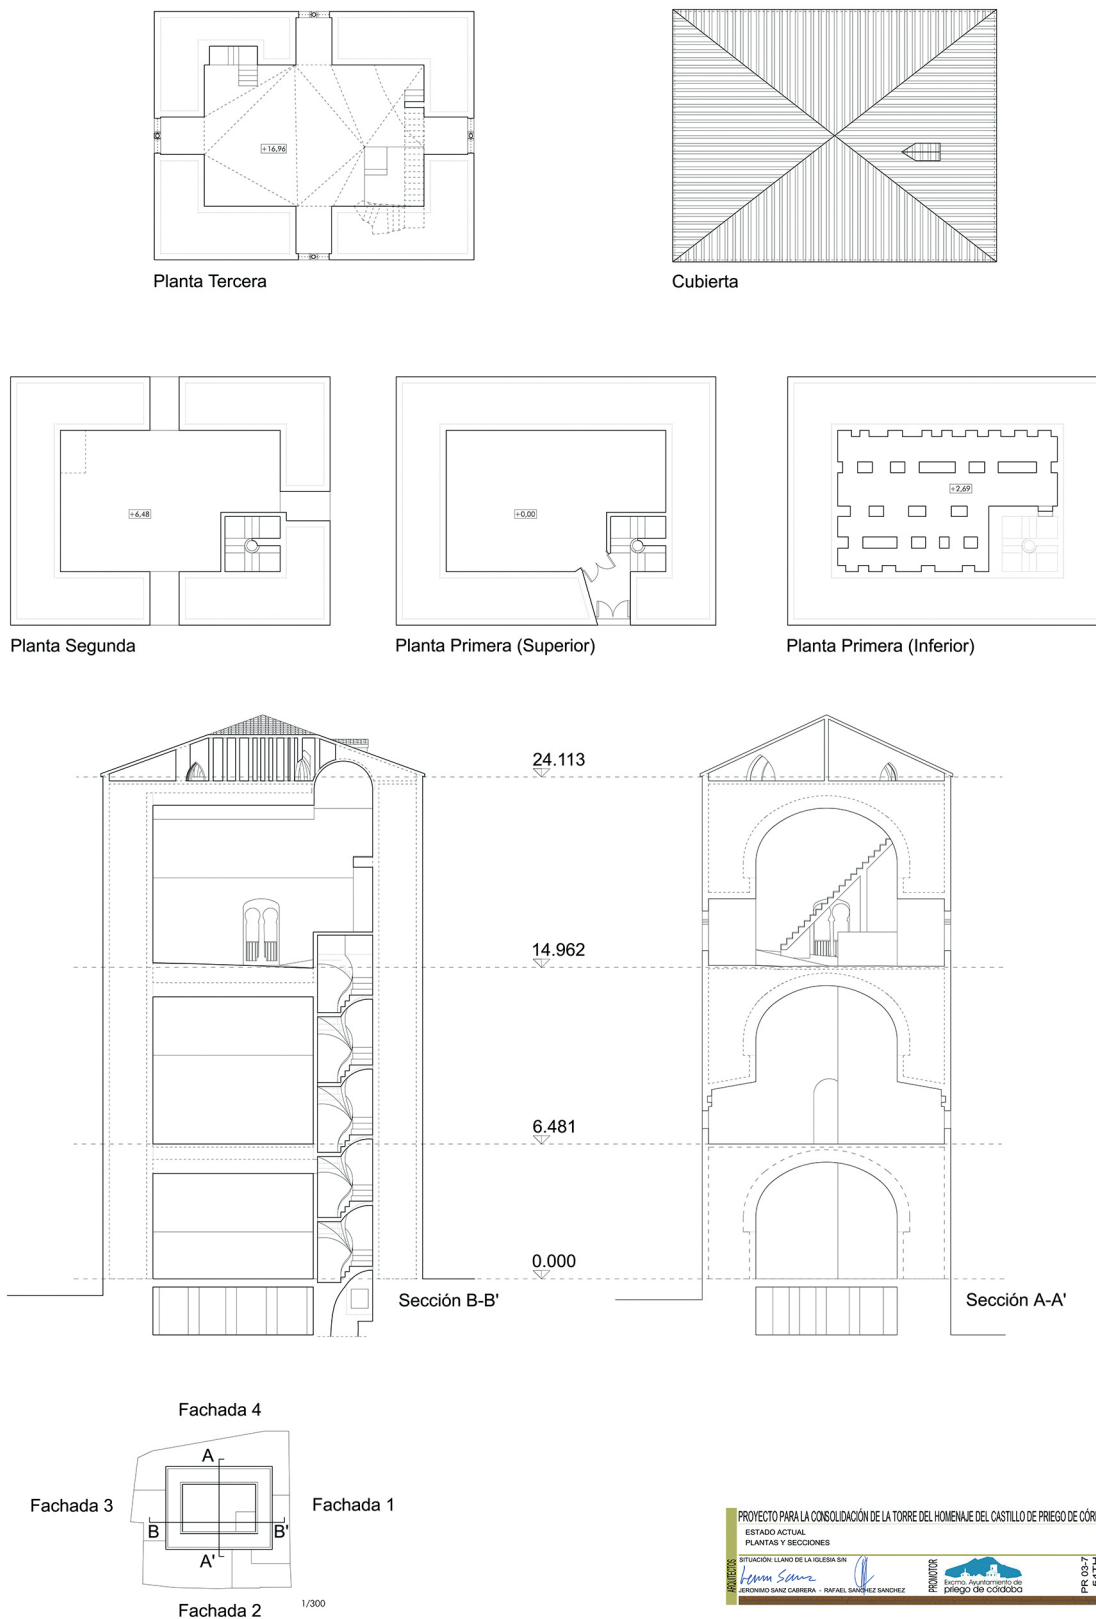 +16,96
Planta Tercera
Cubierta
+6,48
+0,00
+2,69
Planta Segunda
Planta Primera (Superior)
Planta Primera (Inferior)
24.113
14.962
6.481
0.000
Sección B-B'
Sección A-A'
Fachada 4
A
Fachada 3
Fachada 1
B
B'
A'
Fachada 2
1/300
PROYECTO PARA LA CONSOLIDACIÓN DE LA TORRE DEL HOMENAJE DEL CASTILLO DE PRIEGO DE
ESTADO ACTUAL
PLANTAS Y SECCIONES
ARQUITECTOS
SITUACIÓN: LLANO DE LA IGLESIA S/N
JERONIMO SANZ CABRERA - RAFAEL SANCHEZ SANCHEZ
PROMOTOR
Excmo. Ayuntamiento de
priego de córdoba
PR 03-7